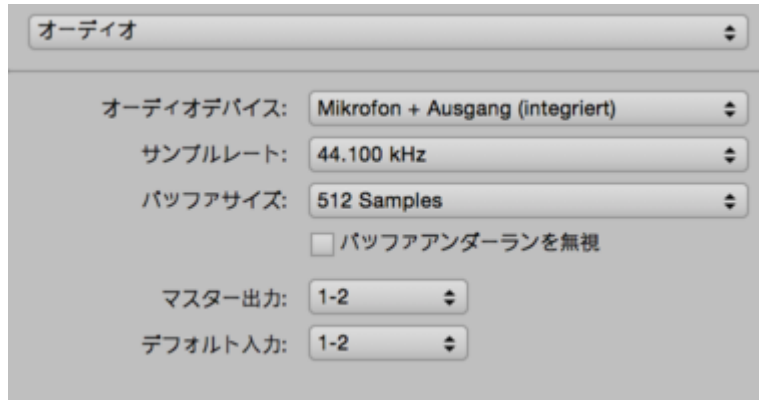 オーディオ
オーディオデバイス: Mikrofon + Ausgang (integriert)
サンプルレート: 44.100 kHz
バッファサイズ: 512 Samples
バッファアンダーランを無視
マスター出力: 1-2
デフォルト入力: 1-2